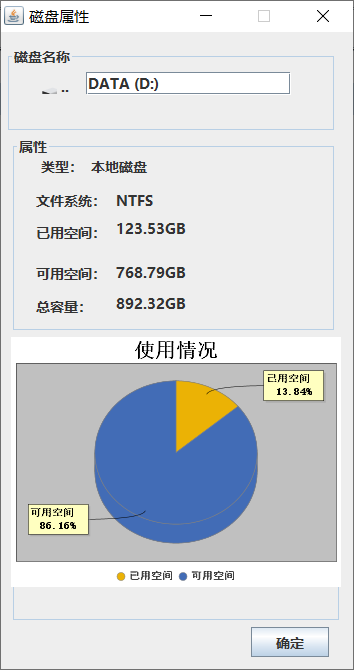 磁盘属性
磁盘名称
..
DATA (D:)
属性
类型: 本地磁盘
文件系统: NTFS
已用空间: 123.53GB
可用空间: 768.79GB
总容量: 892.32GB
使用情况
已用空间
13.84%
可用空间
86.16%
已用空间 可用空间
确定